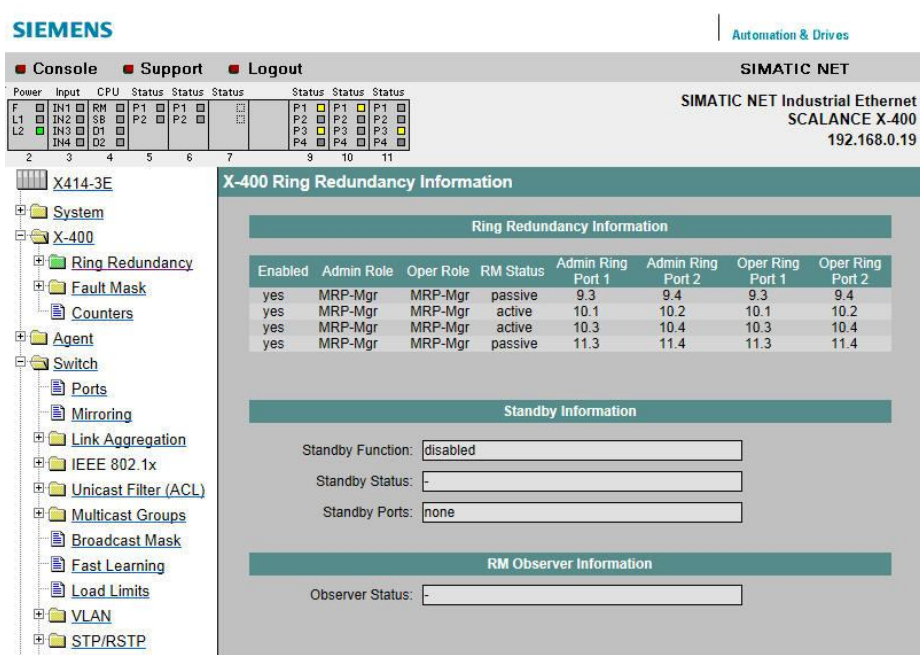 SIEMENS
Automation & Drives
Console Support Logout SIMATIC NET
Power Input CPU Status Status Status Status Status Status
F IN1 RM P1 P1 P1 P1 P1
L1 IN2 SB P2 P2 P2 P2 P2
L2 IN3 D1 P3 P3 P3
IN4 D2 P4 P4 P4
2 3 4 5 6 7 9 10 11
SIMATIC NET Industrial Ethernet
SCALANCE X-400
192.168.0.19
X414-3E
System
X-400
Ring Redundancy
Fault Mask
Counters
Agent
Switch
Ports
Mirroring
Link Aggregation
IEEE 802.1x
Unicast Filter (ACL)
Multicast Groups
Broadcast Mask
Fast Learning
Load Limits
VLAN
STP/RSTP
X-400 Ring Redundancy Information
Ring Redundancy Information
Enabled Admin Role Oper Role RM Status Admin Ring Port 1 Admin Ring Port 2 Oper Ring Port 1 Oper Ring Port 2
yes MRP-Mgr MRP-Mgr passive 9.3 9.4 9.3 9.4
yes MRP-Mgr MRP-Mgr active 10.1 10.2 10.1 10.2
yes MRP-Mgr MRP-Mgr active 10.3 10.4 10.3 10.4
yes MRP-Mgr MRP-Mgr passive 11.3 11.4 11.3 11.4
Standby Information
Standby Function: disabled
Standby Status: -
Standby Ports: none
RM Observer Information
Observer Status: -